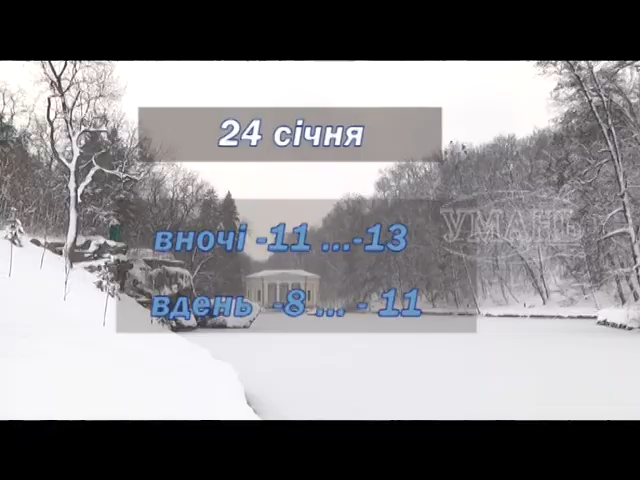 24 січня
УМАНЬ
вночі -11 ...-13
вдень -8 ... - 11